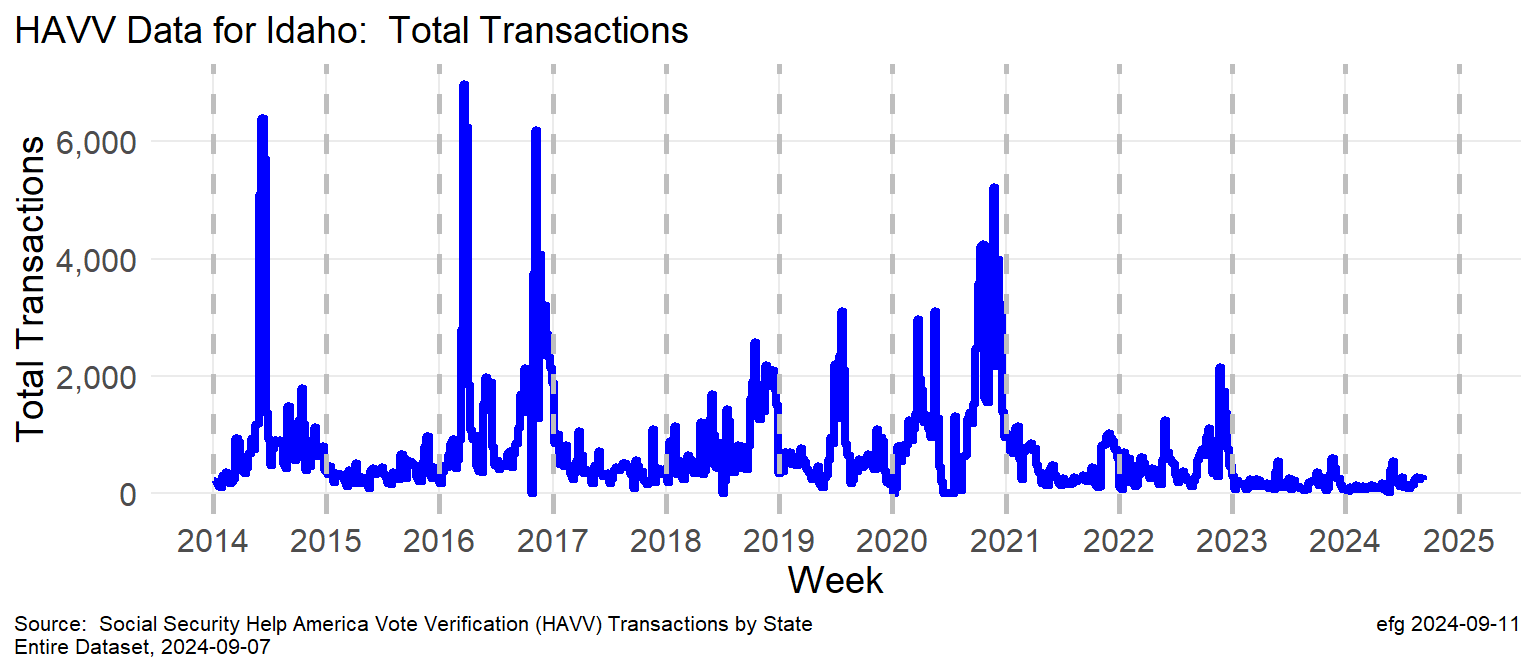 HAVV Data for Idaho:  Total Transactions
Total Transactions
6,000
4,000
2,000
0
2014 2015 2016 2017 2018 2019 2020 2021 2022 2023 2024 2025
Week
Source:  Social Security Help America Vote Verification (HAVV) Transactions by State
Entire Dataset, 2024-09-07
efg 2024-09-11